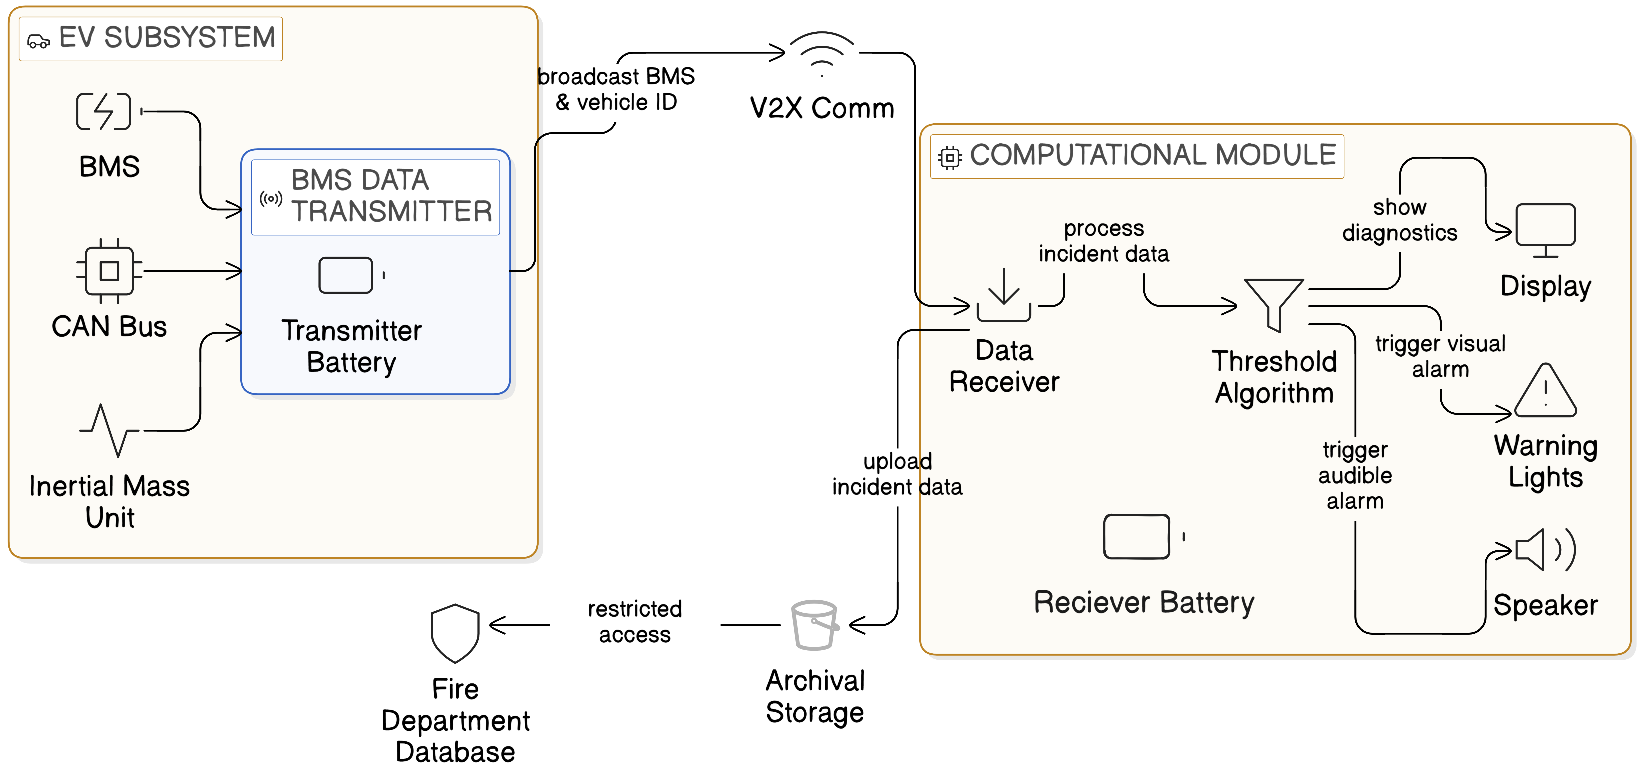 EV SUBSYSTEM
BMS
CAN Bus
Inertial Mass
Unit
BMS DATA
TRANSMITTER
Transmitter
Battery
broadcast BMS
& vehicle ID
V2X Comm
COMPUTATIONAL MODULE
Data
Receiver
process
incident data
Threshold
Algorithm
show
diagnostics
Display
trigger visual
alarm
Warning
Lights
trigger
audible
alarm
Speaker
Reciever Battery
upload
incident data
Archival
Storage
restricted
access
Fire
Department
Database